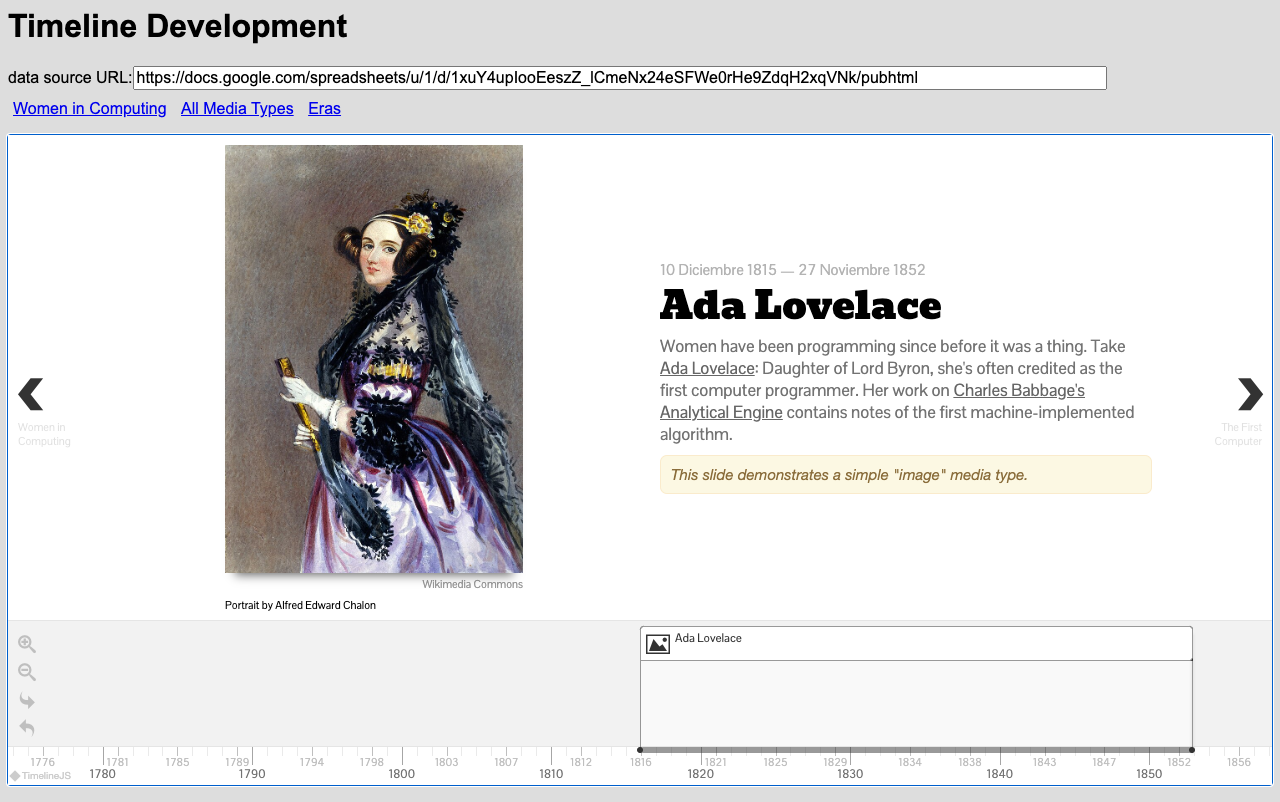 Timeline Development
data source URL: https://docs.google.com/spreadsheets/u/1/d/1xuY4upIooEeszZ_lCmeNx24eSFWe0rHe9ZdqH2xqVNk/pubhtml
Women in Computing All Media Types Eras
10 Diciembre 1815 — 27 Noviembre 1852
Ada Lovelace
Women have been programming since before it was a thing. Take
Ada Lovelace: Daughter of Lord Byron, she's often credited as the
first computer programmer. Her work on Charles Babbage's
Analytical Engine contains notes of the first machine-implemented
algorithm.
This slide demonstrates a simple "image" media type.
Women in
Computing
The First
Computer
Wikimedia Commons
Portrait by Alfred Edward Chalon
Ada Lovelace
1776 1781 1785 1789 1794 1798 1803 1807 1812 1816 1821 1825 1829 1834 1838 1843 1847 1852 1856
TimelineJS 1780 1790 1800 1810 1820 1830 1840 1850